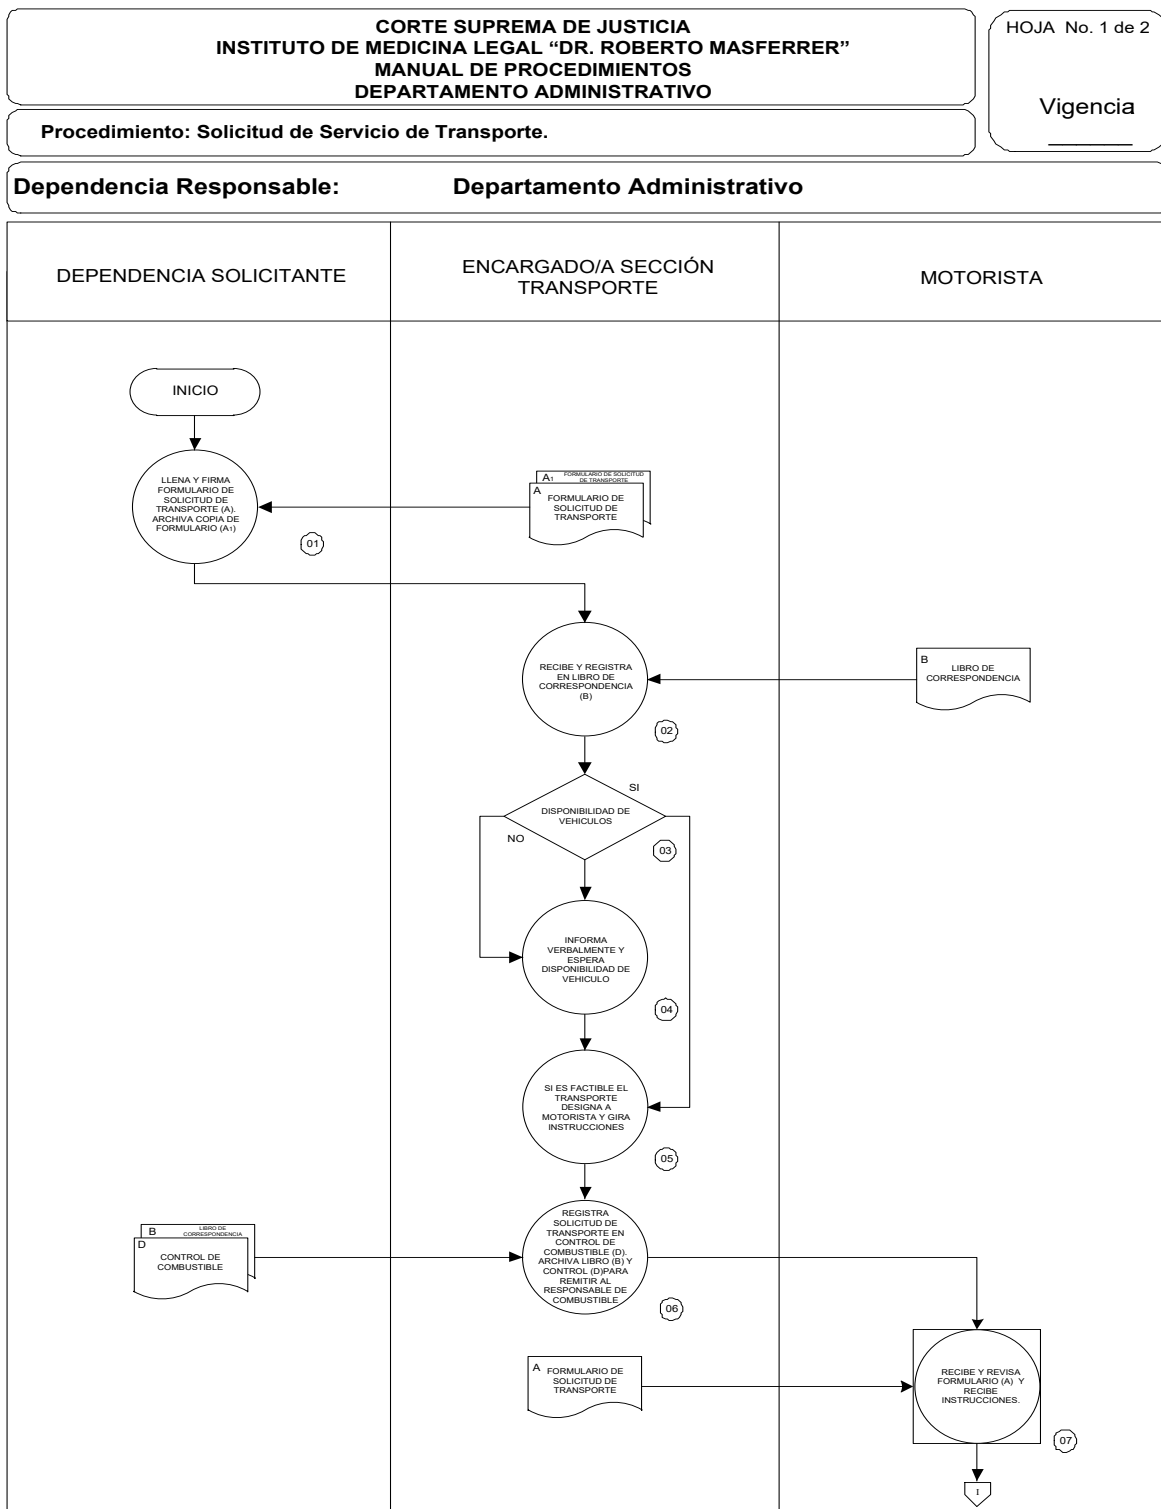 CORTE SUPREMA DE JUSTICIA
INSTITUTO DE MEDICINA LEGAL “DR. ROBERTO MASFERRER”
MANUAL DE PROCEDIMIENTOS
DEPARTAMENTO ADMINISTRATIVO
HOJA No. 1 de 2
Vigencia
Procedimiento: Solicitud de Servicio de Transporte.
Dependencia Responsable: Departamento Administrativo
DEPENDENCIA SOLICITANTE
ENCARGADO/A SECCIÓN
TRANSPORTE
MOTORISTA
INICIO
LLENA Y FIRMA
FORMULARIO DE
SOLICITUD DE
TRANSPORTE (A).
ARCHIVA COPIA DE
FORMULARIO (A1)
01
A1
FORMULARIO DE SOLICITUD
DE TRANSPORTE
A
FORMULARIO DE
SOLICITUD DE
TRANSPORTE
RECIBE Y REGISTRA
EN LIBRO DE
CORRESPONDENCIA
(B)
02
B
LIBRO DE
CORRESPONDENCIA
DISPONIBILIDAD DE
VEHICULOS
SI
NO
03
INFORMA
VERBALMENTE Y
ESPERA
DISPONIBILIDAD DE
VEHICULO
04
SI ES FACTIBLE EL
TRANSPORTE
DESIGNA A
MOTORISTA Y GIRA
INSTRUCCIONES
05
B
LIBRO DE
CORRESPONDENCIA
D
CONTROL DE
COMBUSTIBLE
REGISTRA
SOLICITUD DE
TRANSPORTE EN
CONTROL DE
COMBUSTIBLE (D).
ARCHIVA LIBRO (B) Y
CONTROL (D)PARA
REMITIR AL
RESPONSABLE DE
COMBUSTIBLE
06
A
FORMULARIO DE
SOLICITUD DE
TRANSPORTE
RECIBE Y REVISA
FORMULARIO (A) Y
RECIBE
INSTRUCCIONES.
07
I